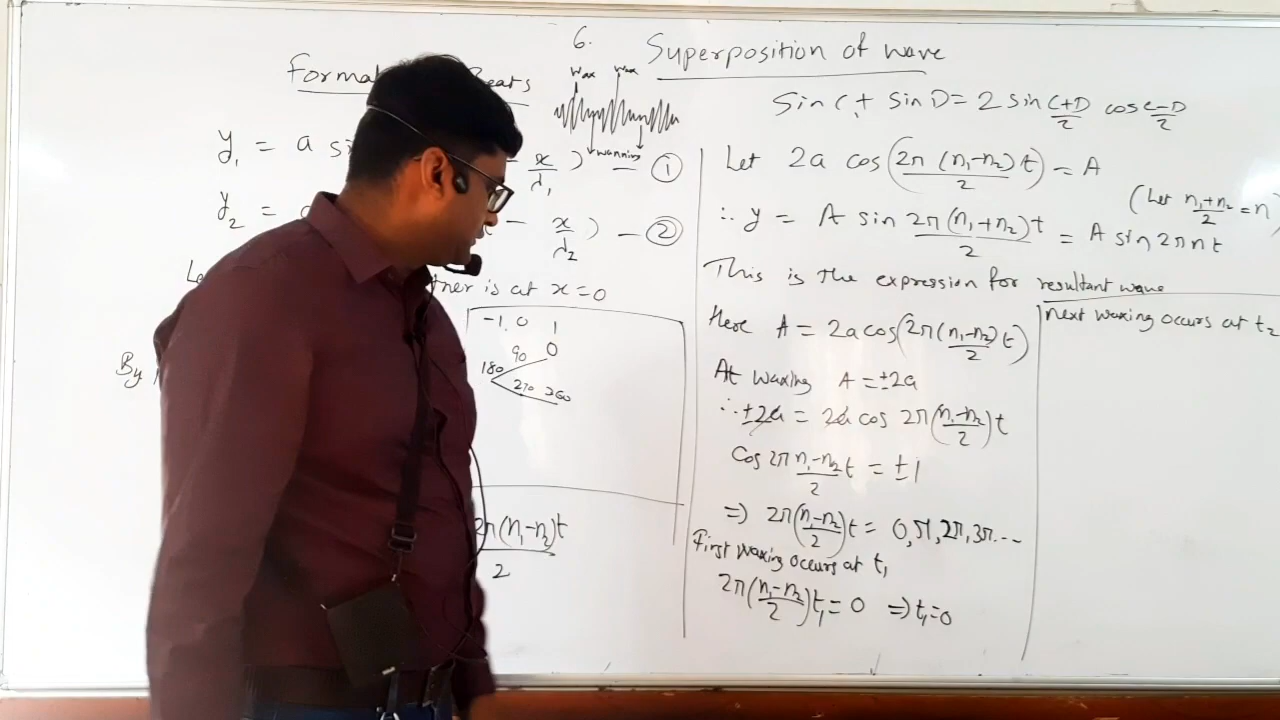 6. Superposition of wave
Format Beats
wax wax
wanning
Sin C + Sin D = 2 sin (C+D)/2 cos (C-D)/2
y₁ = a si - x/λ₁) — ①
y₂ = - x/λ₂) — ②
Le is at x=0
By
-1, 0 1
90 0
180
270 360
2π(n₁-n₂)t/2
Let 2a cos(2π (n₁-n₂)/2 t) = A
(Let (n₁+n₂)/2 = n)
∴ y = A sin 2π(n₁+n₂)t/2 = A sin 2πnt
This is the expression for resultant wave
Here A = 2a cos(2π(n₁-n₂)/2 t)
At waxing A = ±2a
∴ ±2a = 2a cos 2π((n₁-n₂)/2)t
Cos 2π (n₁-n₂)/2 t = ±1
⇒ 2π((n₁-n₂)/2)t = 0, π, 2π, 3π...
First waxing occurs at t₁
2π((n₁-n₂)/2)t₁ = 0 ⇒ t₁=0
next waxing occurs at t₂